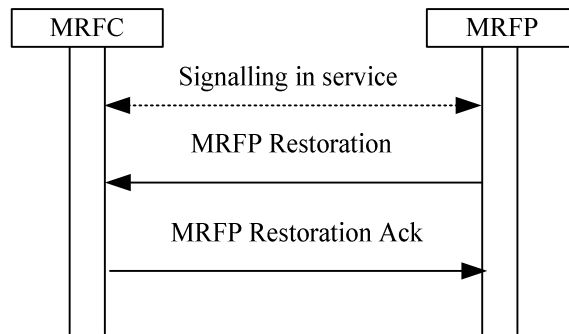 MRFC
MRFP
Signalling in service
MRFP Restoration
MRFP Restoration Ack